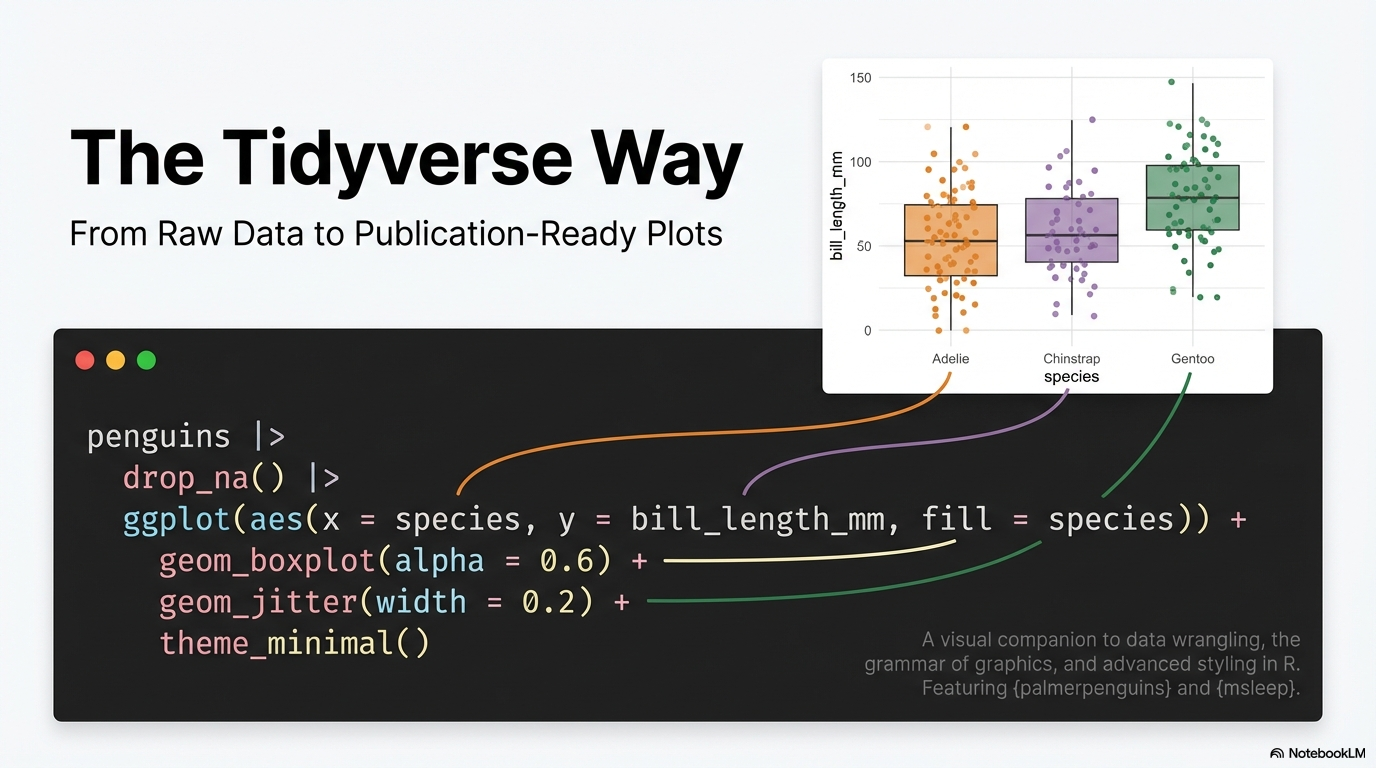 The Tidyverse Way
From Raw Data to Publication-Ready Plots
150
100
50
0
bill_length_mm
Adelie Chinstrap Gentoo
species
penguins |>
  drop_na() |>
  ggplot(aes(x = species, y = bill_length_mm, fill = species)) +
    geom_boxplot(alpha = 0.6) +
    geom_jitter(width = 0.2) +
    theme_minimal()
A visual companion to data wrangling, the
grammar of graphics, and advanced styling in R.
Featuring {palmerpenguins} and {msleep}.
NotebookLM